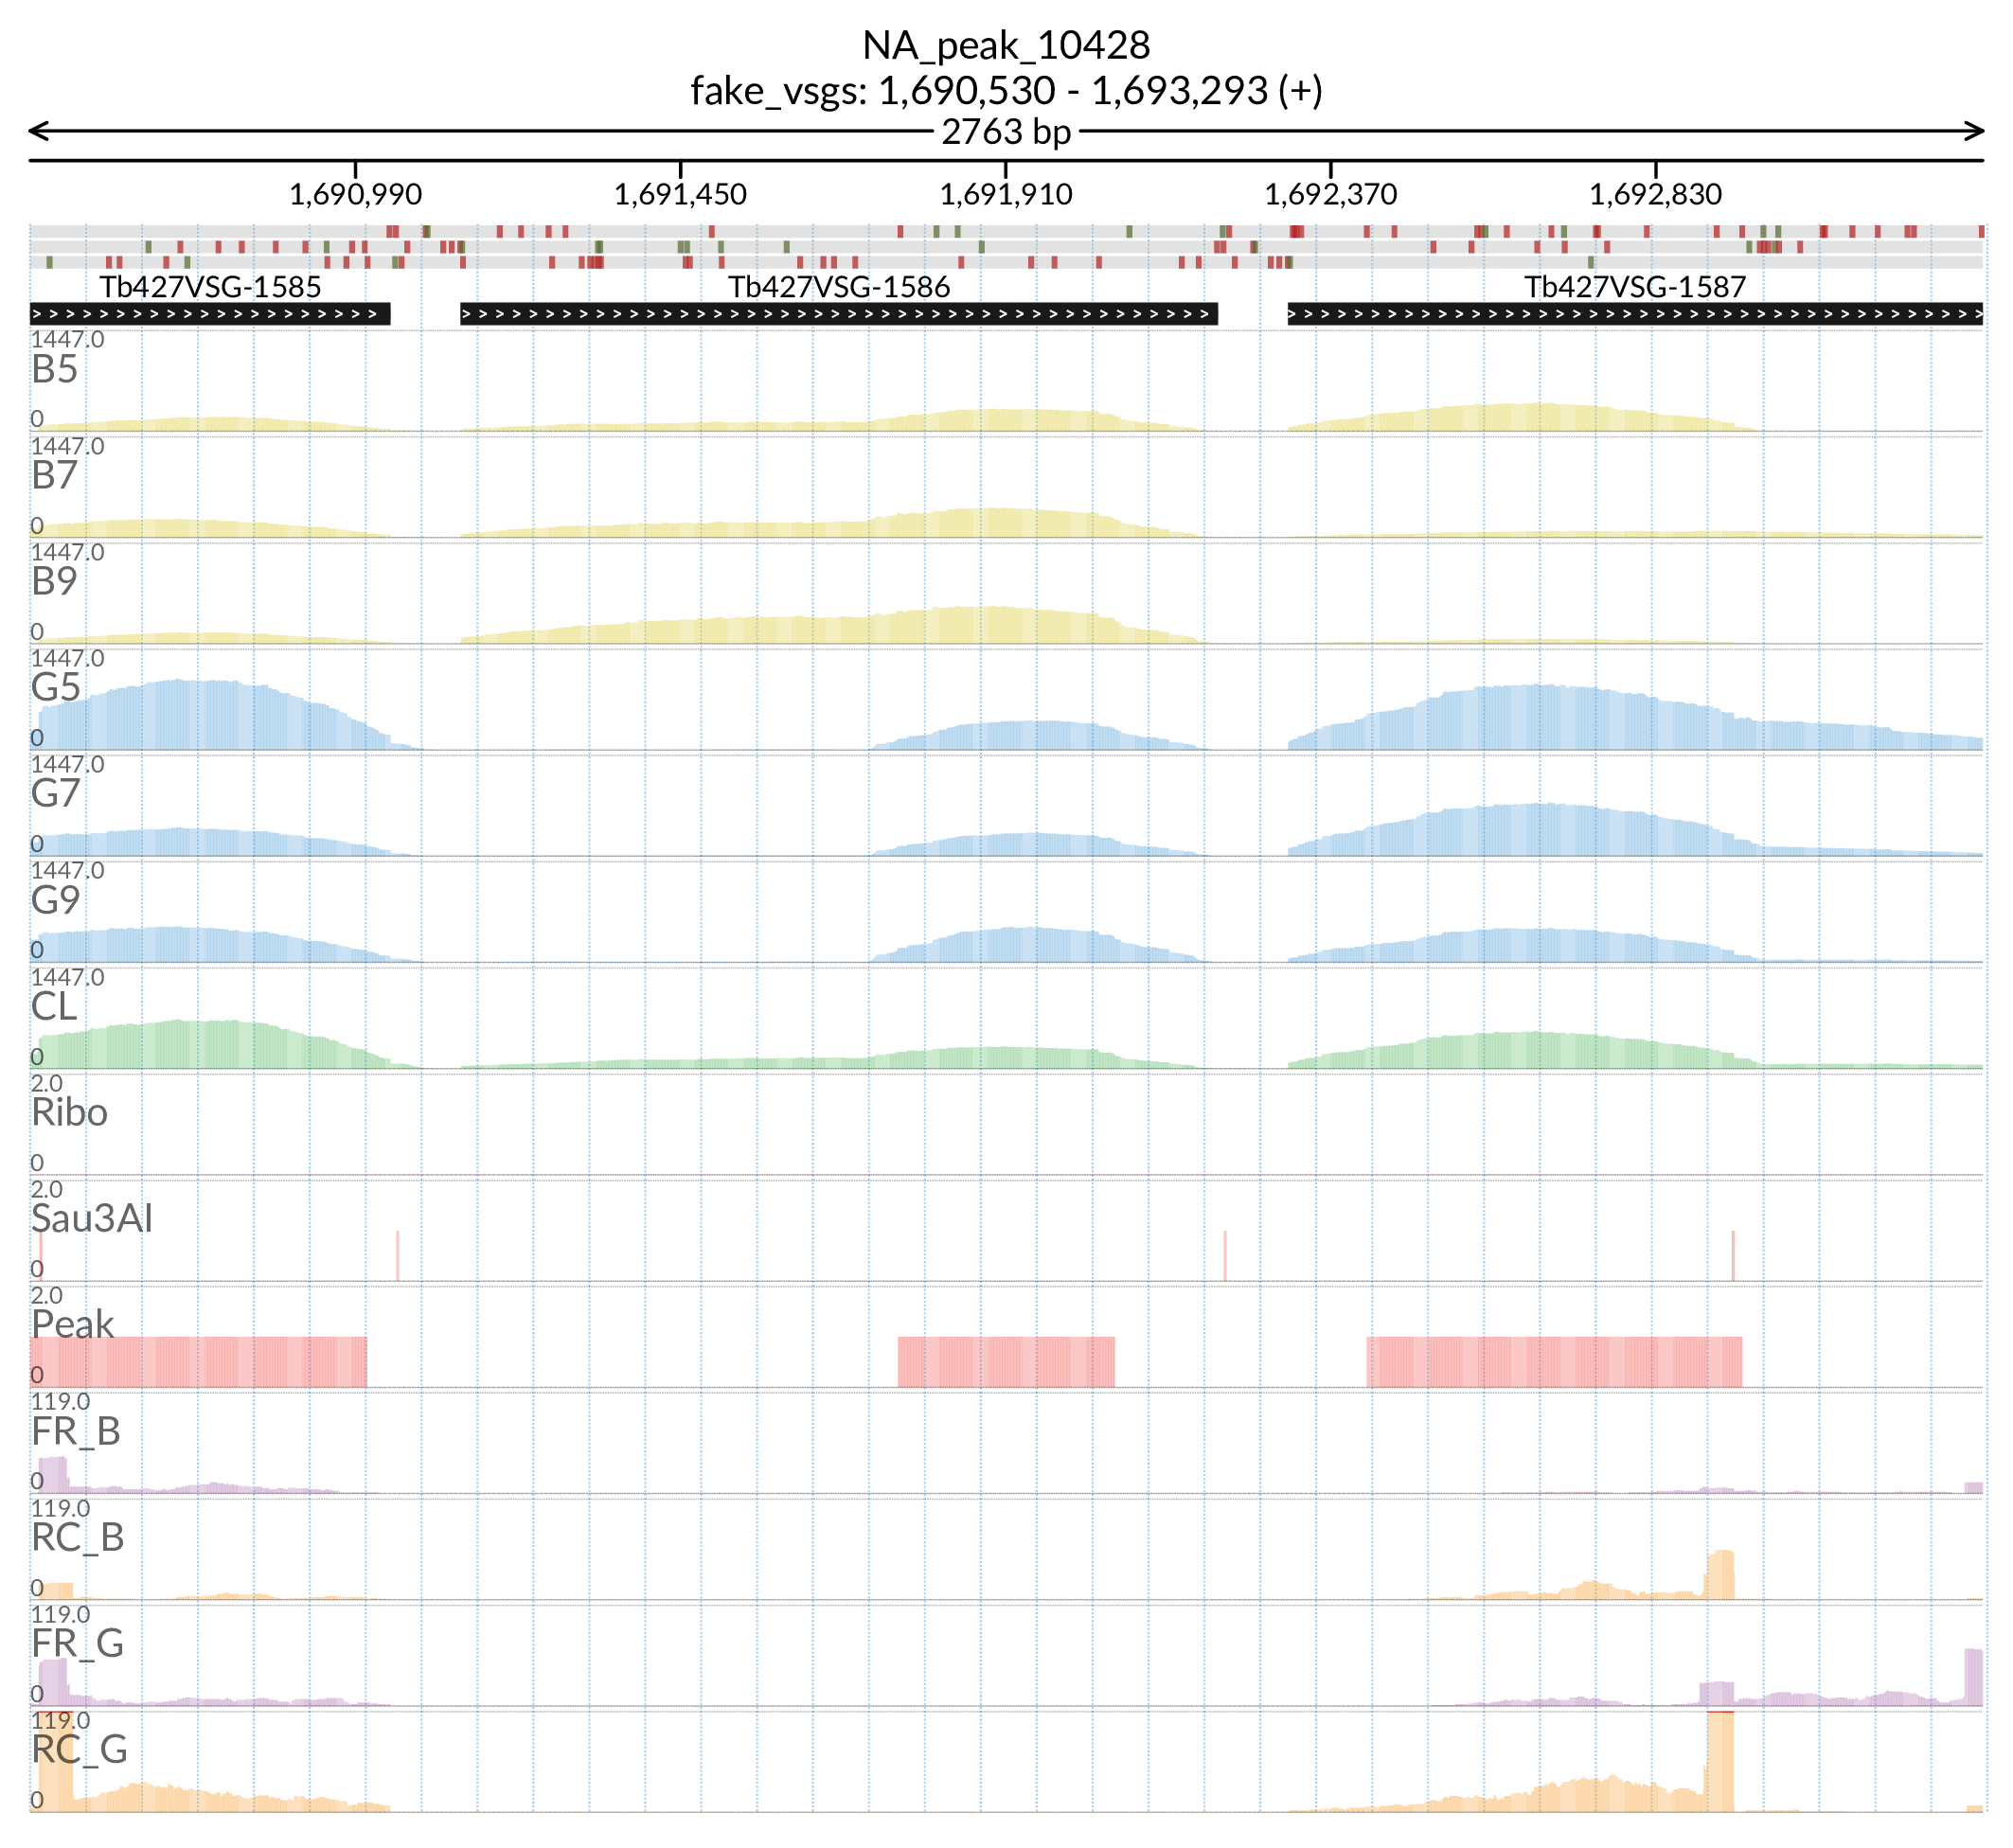 NA_peak_10428
fake_vsgs: 1,690,530 - 1,693,293 (+)
2763 bp
1,690,990 1,691,450 1,691,910 1,692,370 1,692,830
Tb427VSG-1585 Tb427VSG-1586 Tb427VSG-1587
1447.0
B5
0
1447.0
B7
0
1447.0
B9
0
1447.0
G5
0
1447.0
G7
0
1447.0
G9
0
1447.0
CL
0
2.0
Ribo
0
2.0
Sau3AI
0
2.0
Peak
0
119.0
FR_B
0
119.0
RC_B
0
119.0
FR_G
0
119.0
RC_G
0